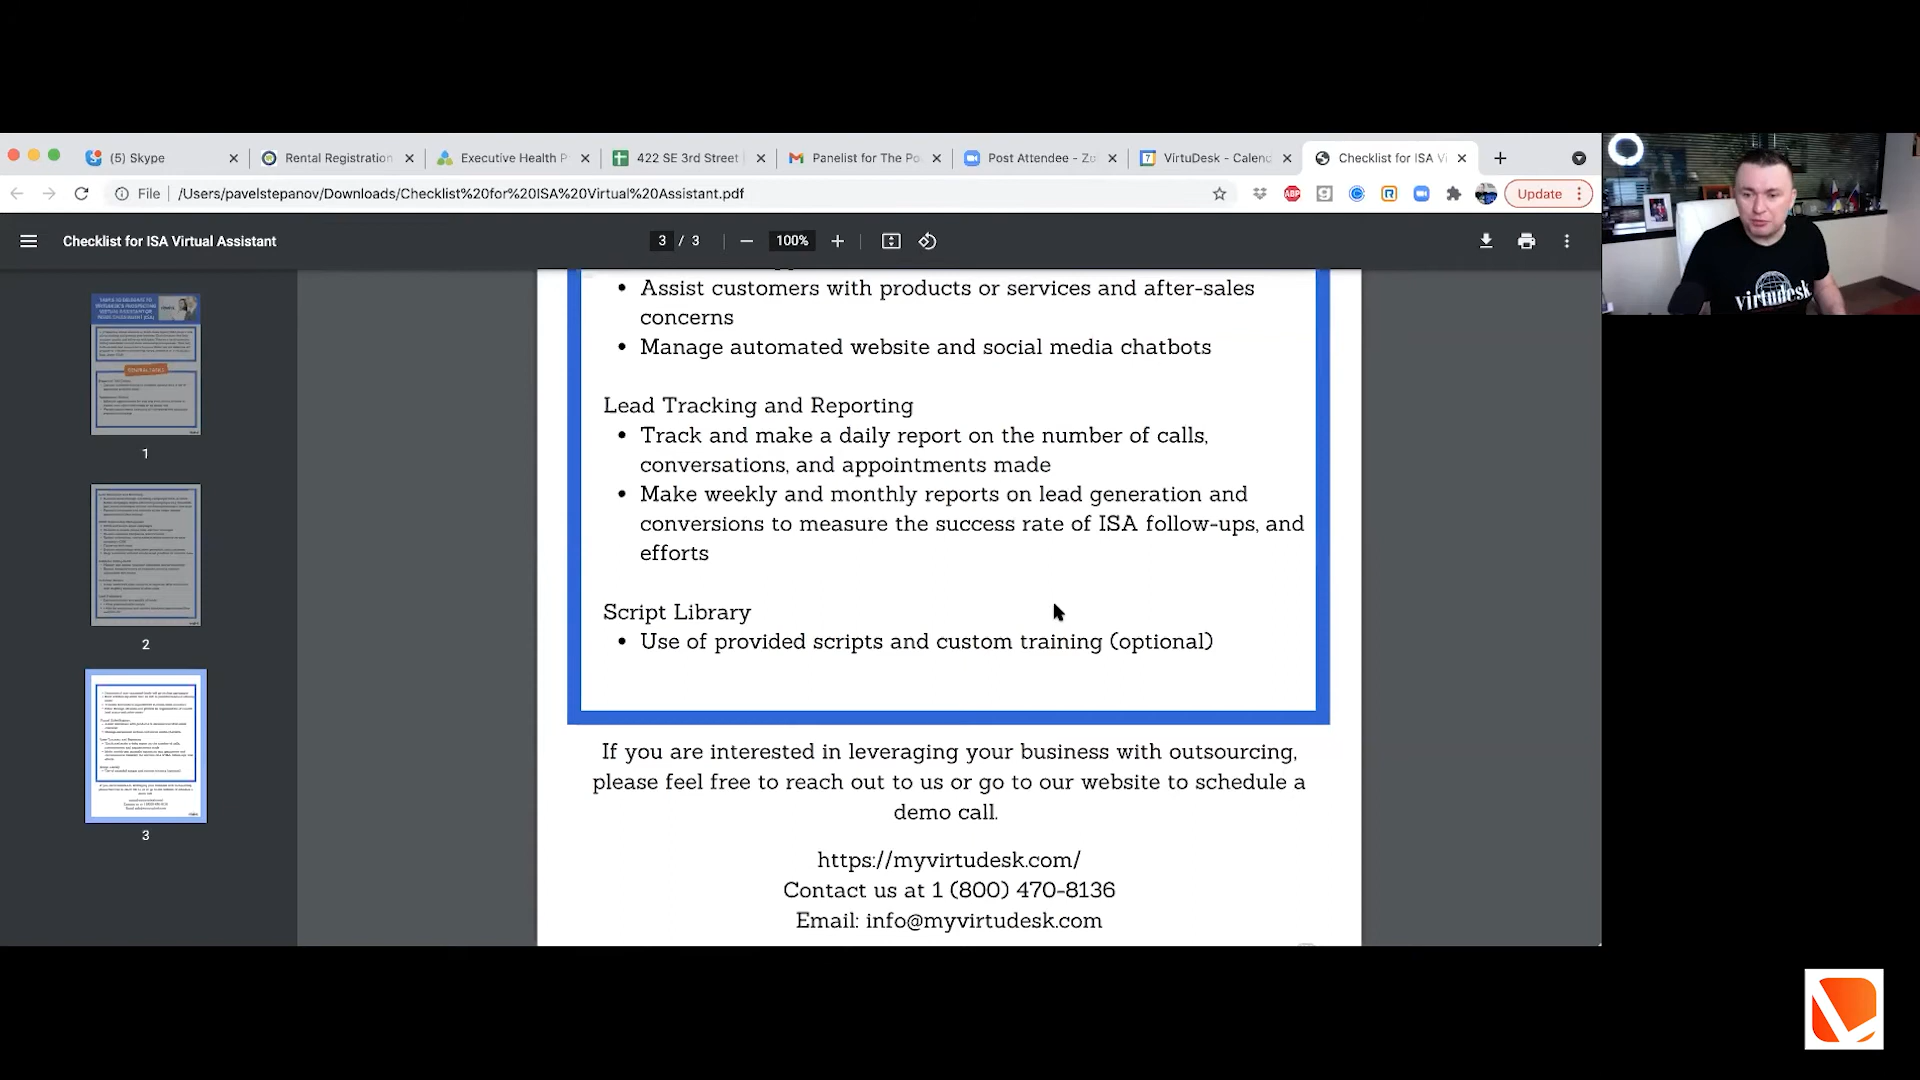 (5) Skype
Rental Registration
Executive Health P
422 SE 3rd Street
Panelist for The Po
Post Attendee - Zo
VirtuDesk - Calend
Checklist for ISA Vi
File
/Users/pavelstepanov/Downloads/Checklist%20for%20ISA%20Virtual%20Assistant.pdf
ABP
Update
Checklist for ISA Virtual Assistant
3 / 3
100%
Assist customers with products or services and after-sales
concerns
Manage automated website and social media chatbots
Lead Tracking and Reporting
Track and make a daily report on the number of calls,
conversations, and appointments made
Make weekly and monthly reports on lead generation and
conversions to measure the success rate of ISA follow-ups, and
efforts
Script Library
Use of provided scripts and custom training (optional)
If you are interested in leveraging your business with outsourcing,
please feel free to reach out to us or go to our website to schedule a
demo call.
https://myvirtudesk.com/
Contact us at 1 (800) 470-8136
Email: info@myvirtudesk.com
1
2
3
virtudesk